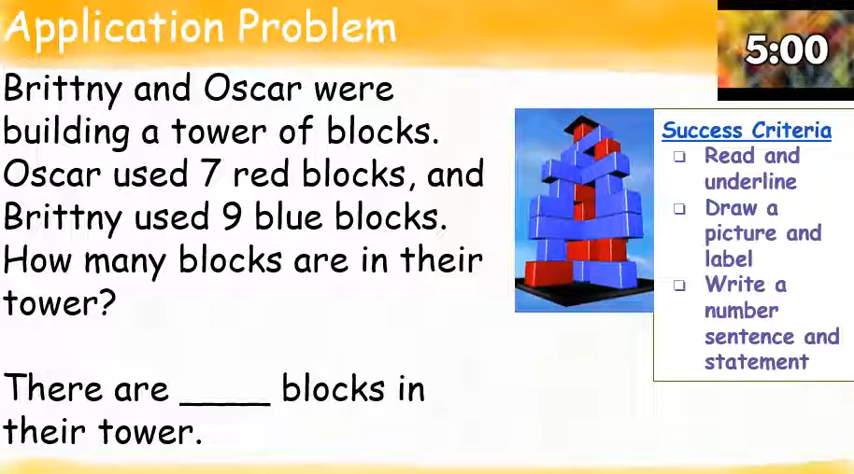 Application Problem
5:00
Brittny and Oscar were
building a tower of blocks.
Oscar used 7 red blocks, and
Brittny used 9 blue blocks.
How many blocks are in their
tower?
There are ____ blocks in
their tower.
Success Criteria
❑ Read and
underline
❑ Draw a
picture and
label
❑ Write a
number
sentence and
statement